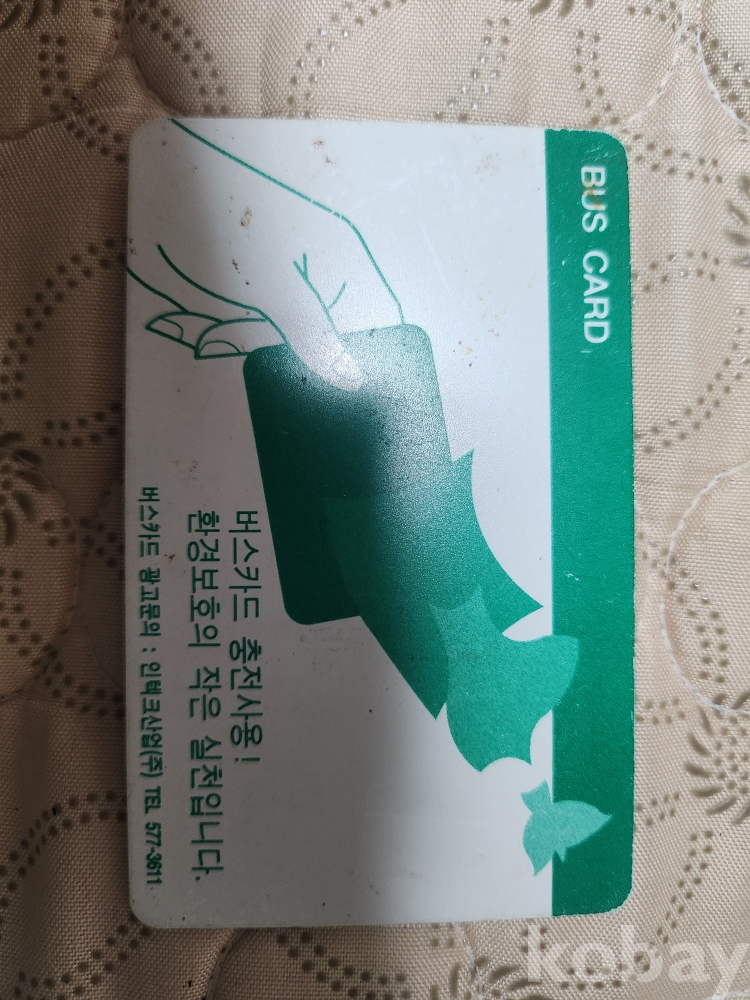 BUS CARD
버스카드 충전사용!
환경보호의 작은 실천입니다.
버스카드 광고문의 : 인텍크산업(주) TEL 577-3611
kobay